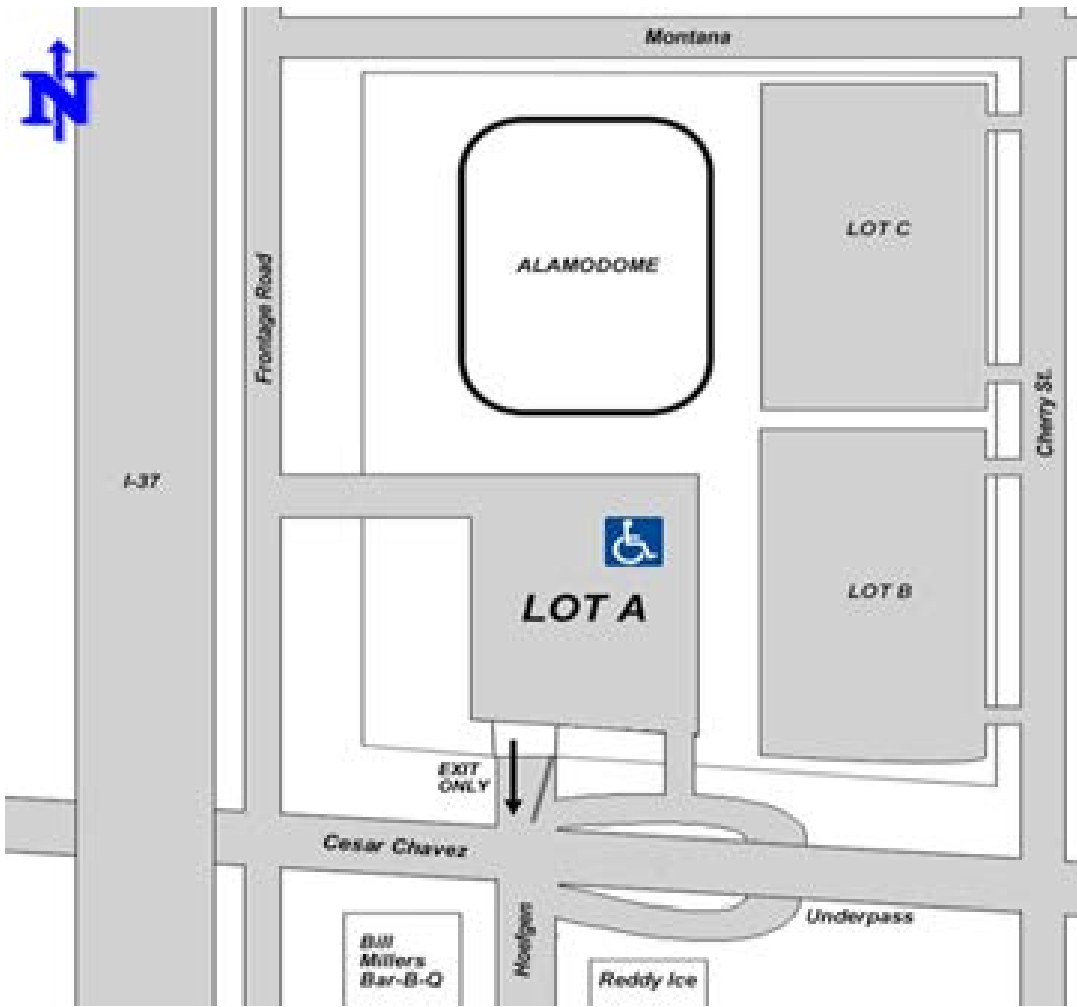 Montana
N
LOT C
ALAMODOME
Frontage Road
Cherry St.
I-37
LOT A
LOT B
EXIT
ONLY
Cesar Chavez
Hoefgen
Underpass
Bill
Millers
Bar-B-Q
Reddy Ice